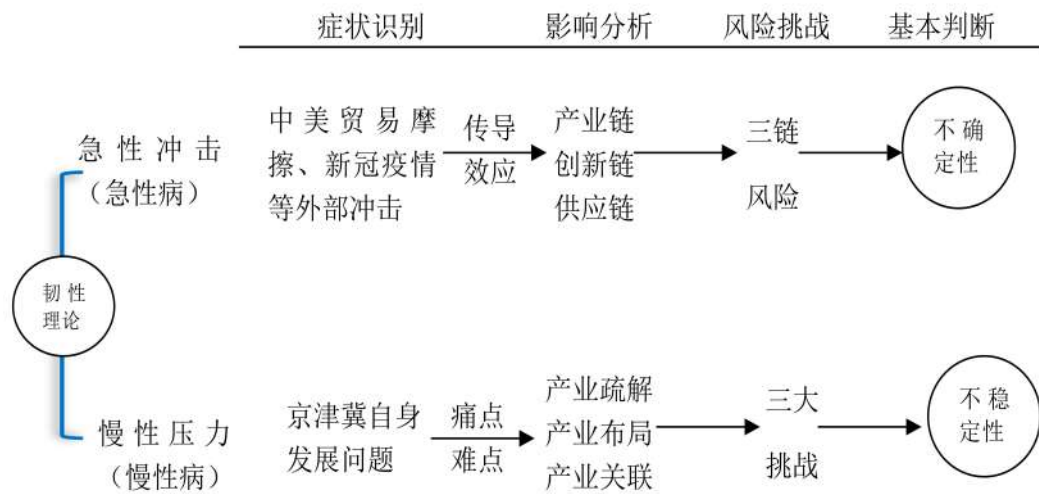 症状识别 影响分析 风险挑战 基本判断
急性冲击
（急性病）
中美贸易摩
擦、新冠疫情
等外部冲击
传导
效应
产业链
创新链
供应链
三链
风险
不确
定性
韧性
理论
慢性压力
（慢性病）
京津冀自身
发展问题
痛点
难点
产业疏解
产业布局
产业关联
三大
挑战
不稳
定性